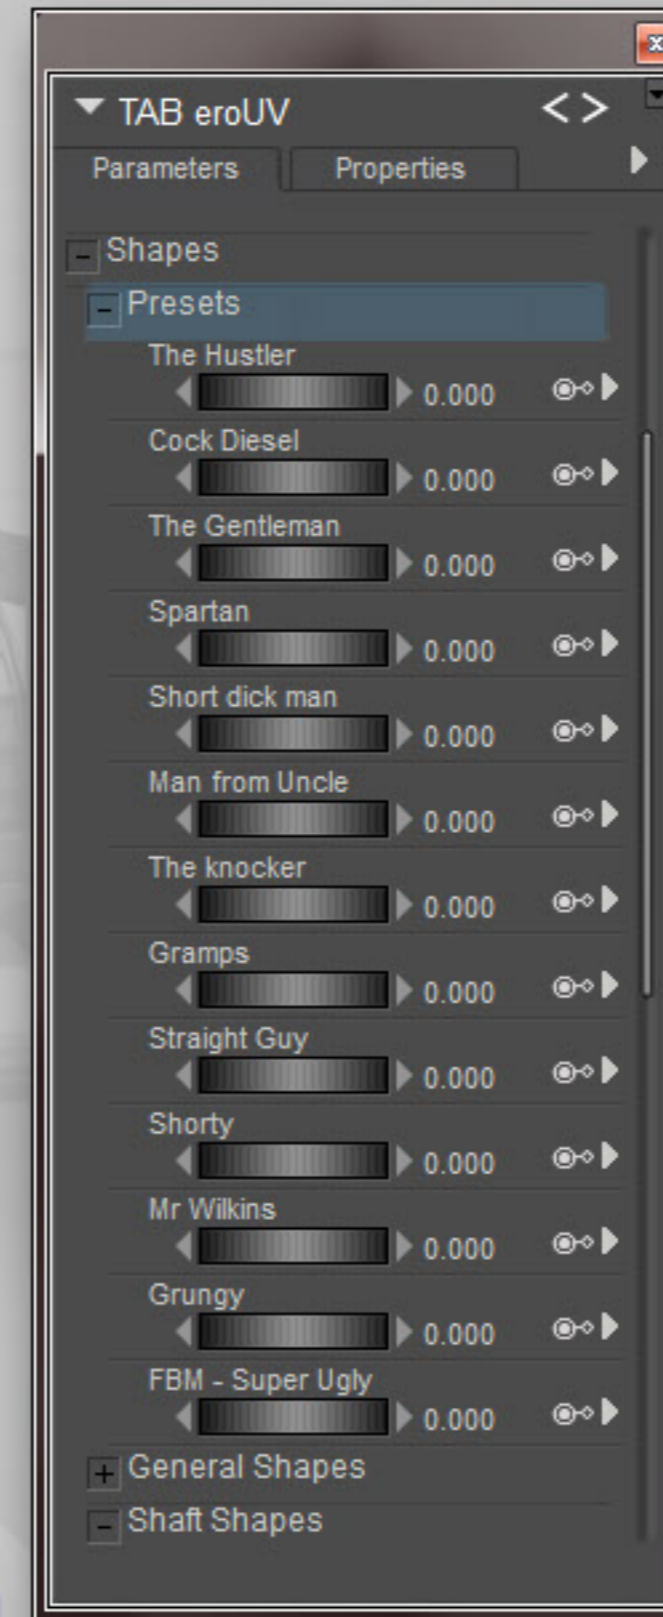 TAB eroUV
Parameters Properties
Shapes
Presets
The Hustler
0.000
Cock Diesel
0.000
The Gentleman
0.000
Spartan
0.000
Short dick man
0.000
Man from Uncle
0.000
The knocker
0.000
Gramps
0.000
Straight Guy
0.000
Shorty
0.000
Mr Wilkins
0.000
Grungy
0.000
FBM - Super Ugly
0.000
General Shapes
Shaft Shapes